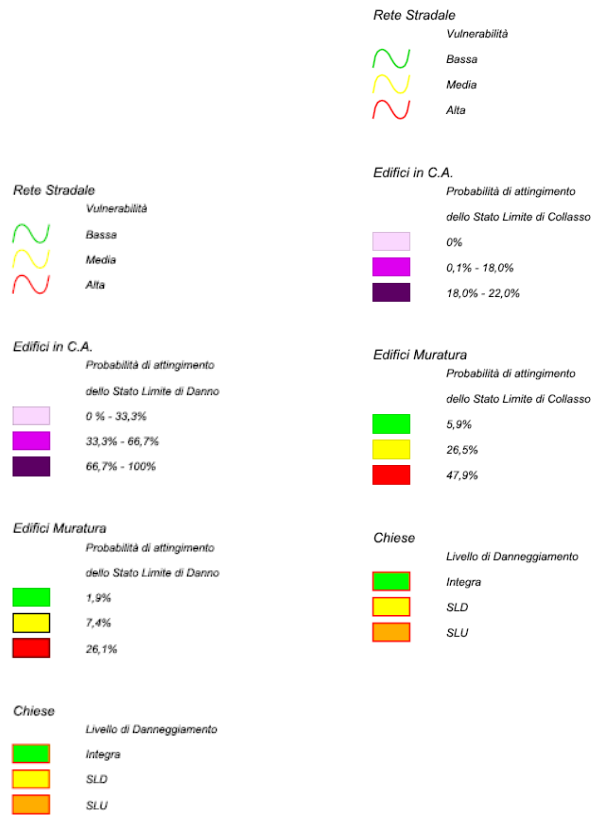 Rete Stradale
Vulnerabilità
Bassa
Media
Alta
Edifici in C.A.
Probabilità di attingimento
dello Stato Limite di Danno
0 % - 33,3%
33,3% - 66,7%
66,7% - 100%
Edifici Muratura
Probabilità di attingimento
dello Stato Limite di Danno
1,9%
7,4%
26,1%
Chiese
Livello di Danneggiamento
Integra
SLD
SLU
Rete Stradale
Vulnerabilità
Bassa
Media
Alta
Edifici in C.A.
Probabilità di attingimento
dello Stato Limite di Collasso
0%
0,1% - 18,0%
18,0% - 22,0%
Edifici Muratura
Probabilità di attingimento
dello Stato Limite di Collasso
5,9%
26,5%
47,9%
Chiese
Livello di Danneggiamento
Integra
SLD
SLU